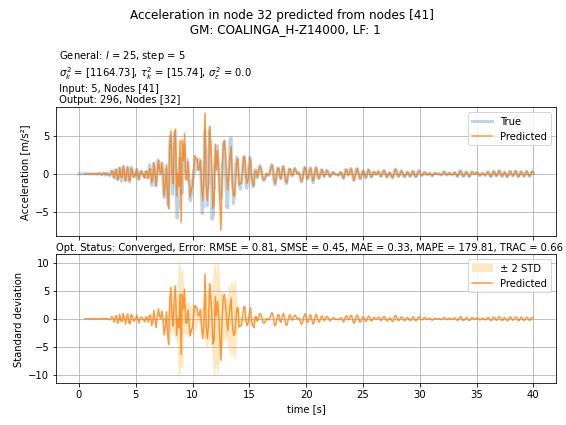 Acceleration in node 32 predicted from nodes [41]
GM: COALINGA_H-Z14000, LF: 1
General: l = 25, step = 5
σ²ₖ = [1164.73], τ²ₖ = [15.74], σ²_ε = 0.0
Input: 5, Nodes [41]
Output: 296, Nodes [32]
True
Predicted
Acceleration [m/s²]
5
0
−5
Opt. Status: Converged, Error: RMSE = 0.81, SMSE = 0.45, MAE = 0.33, MAPE = 179.81, TRAC = 0.66
± 2 STD
Predicted
Standard deviation
10
5
0
−5
−10
0 5 10 15 20 25 30 35 40
time [s]